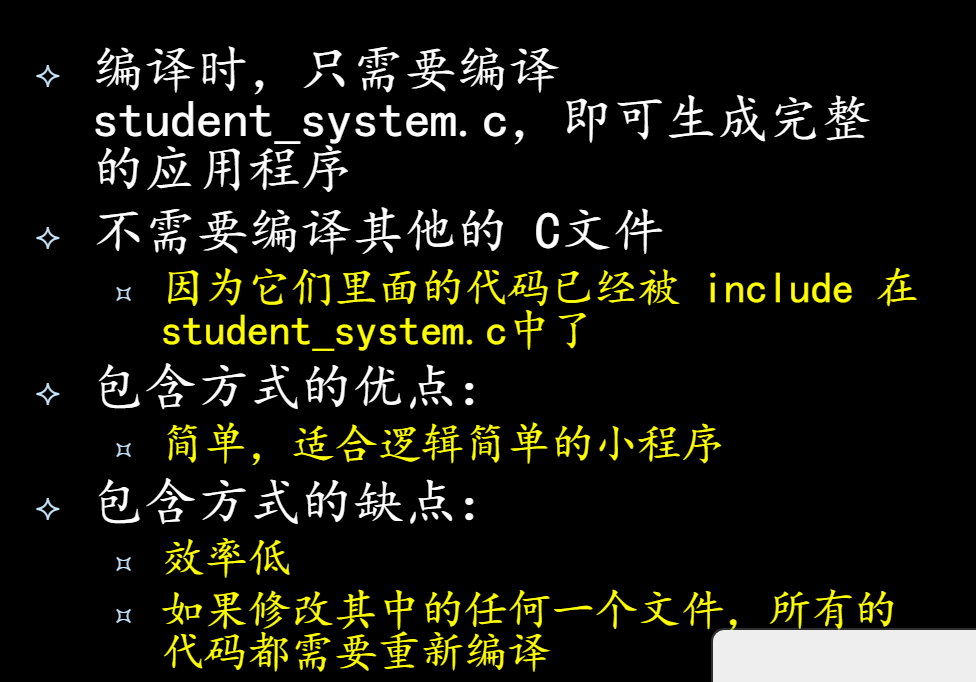 编译时，只需要编译
student_system.c，即可生成完整
的应用程序
不需要编译其他的 C文件
因为它们里面的代码已经被 include 在
student_system.c中了
包含方式的优点：
简单，适合逻辑简单的小程序
包含方式的缺点：
效率低
如果修改其中的任何一个文件，所有的
代码都需要重新编译